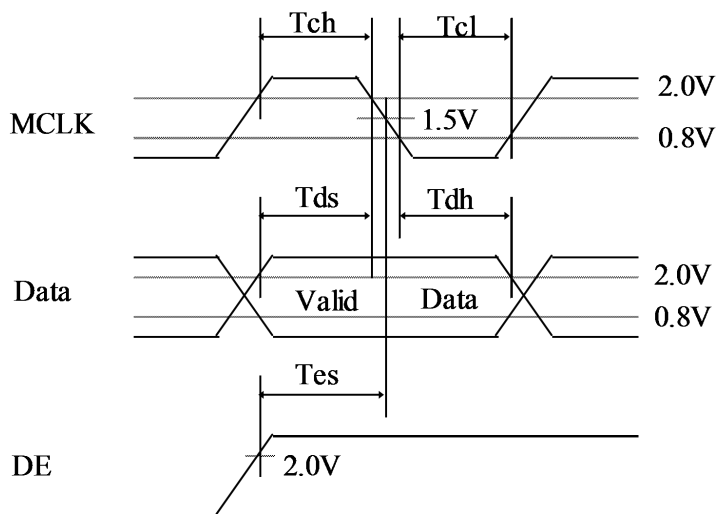 Tch Tcl
2.0V
MCLK 1.5V
0.8V
Tds Tdh
2.0V
Data Valid Data
0.8V
Tes
DE 2.0V